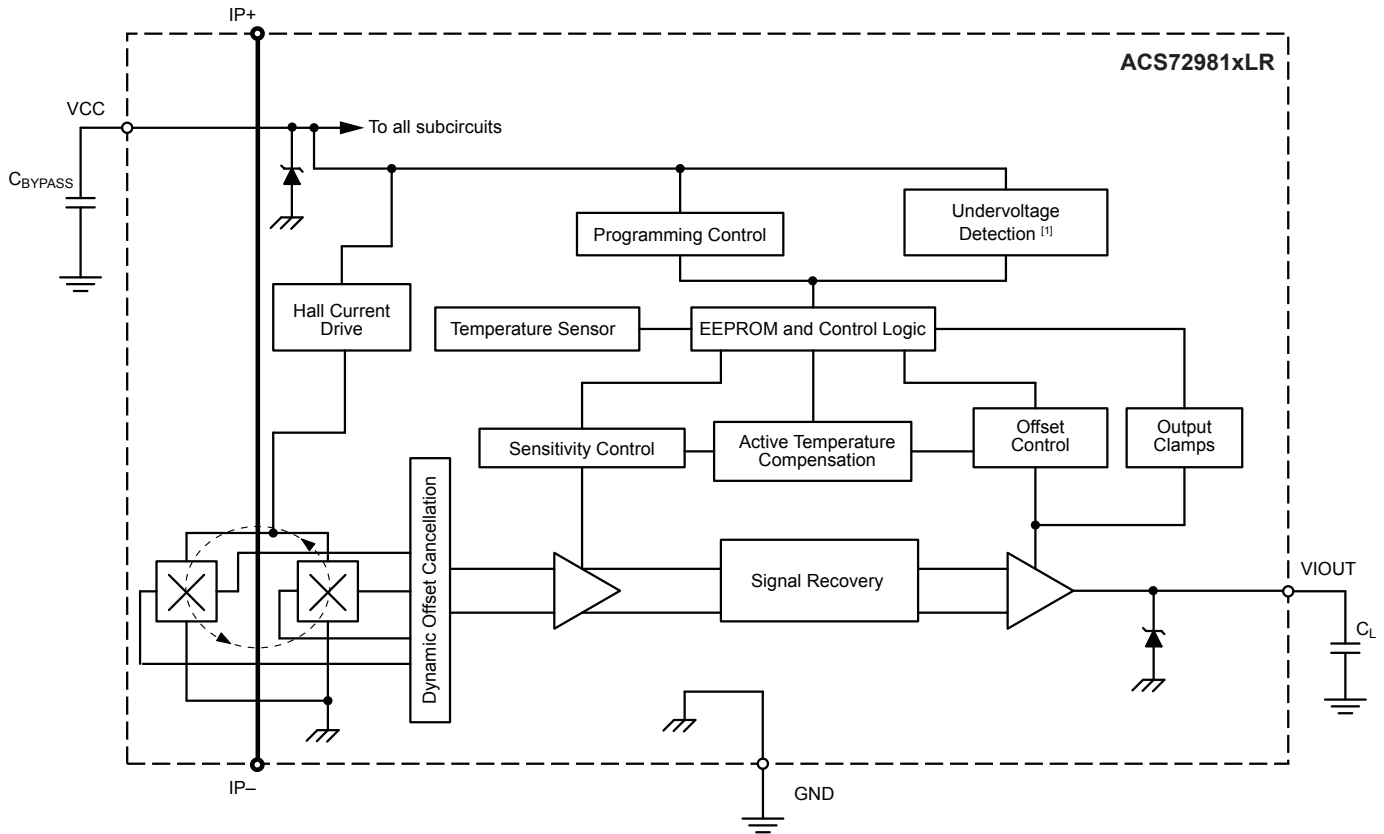 IP+
ACS72981xLR
VCC
To all subcircuits
CBYPASS
Programming Control
Undervoltage
Detection [1]
Hall Current
Drive
Temperature Sensor
EEPROM and Control Logic
Sensitivity Control
Active Temperature
Compensation
Offset
Control
Output
Clamps
Dynamic Offset Cancellation
Signal Recovery
VIOUT
CL
IP–
GND